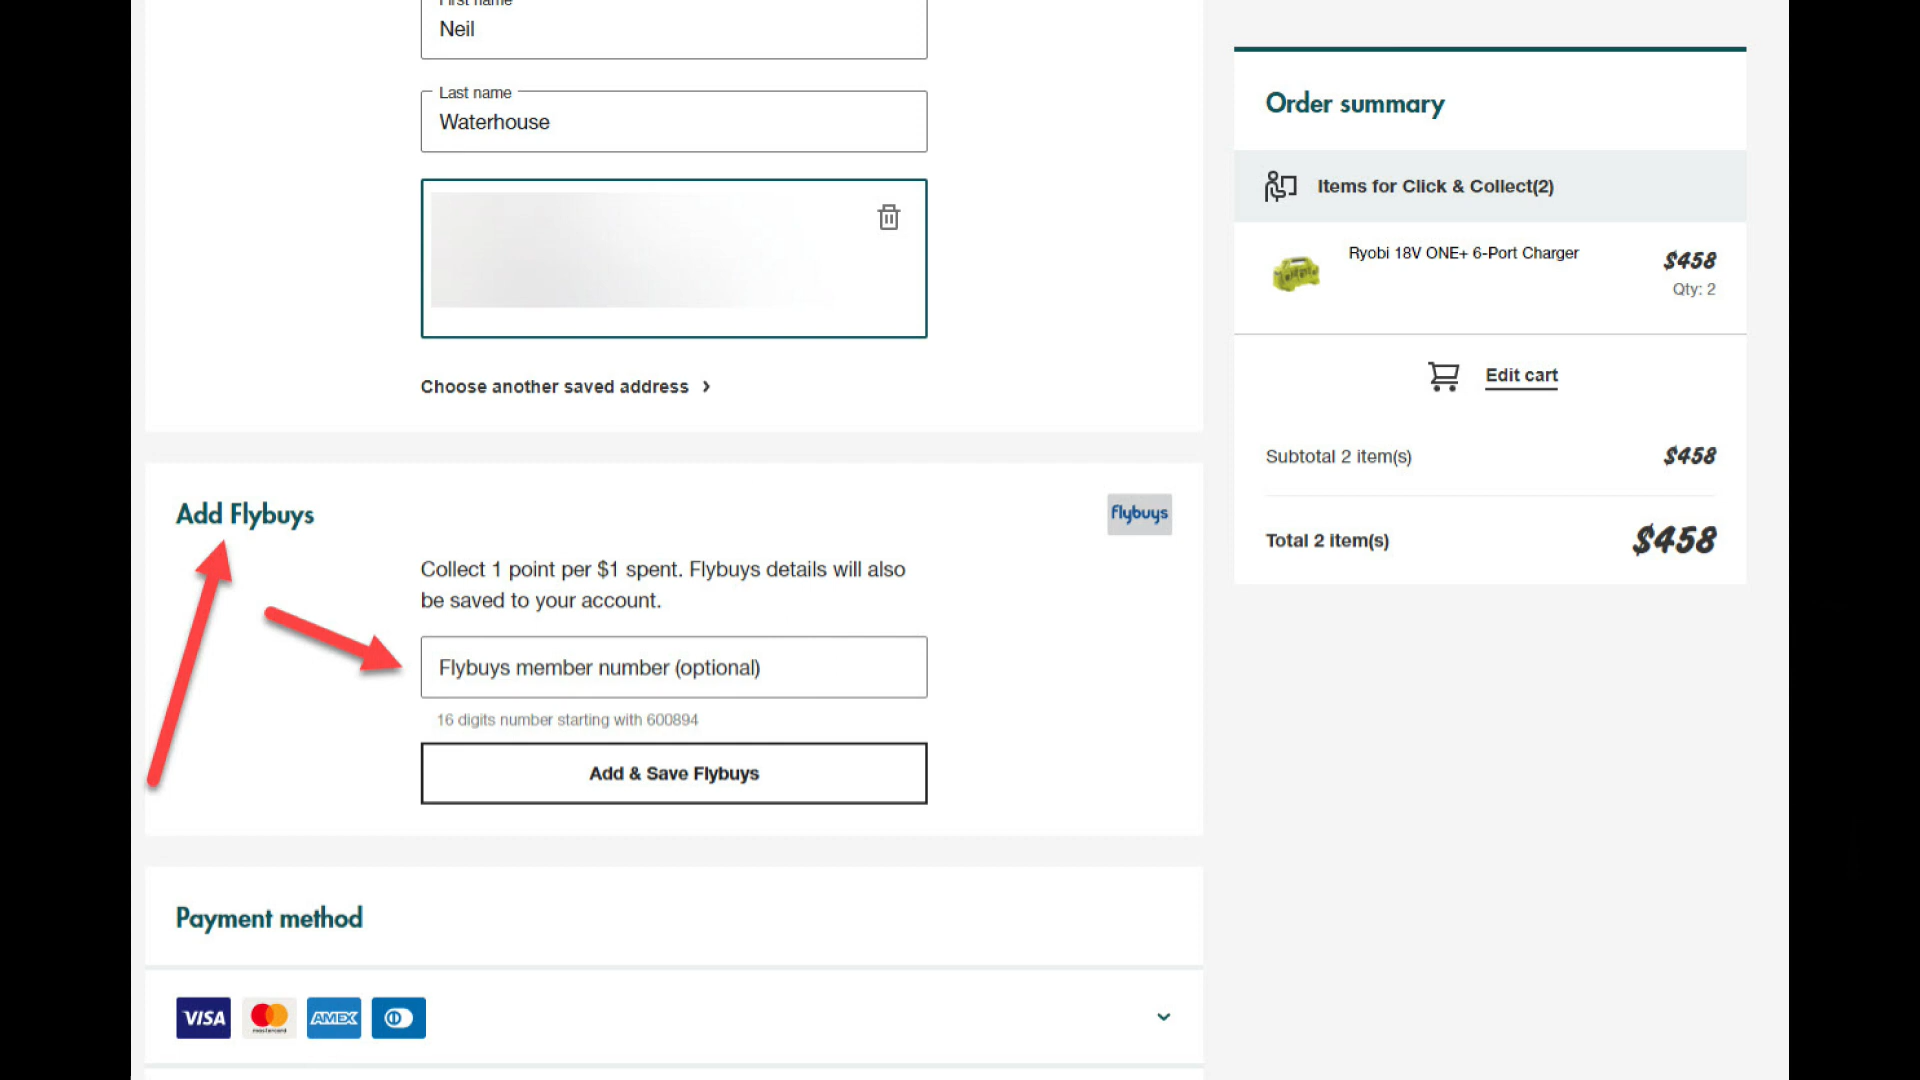 First name
Neil
Last name
Waterhouse
Choose another saved address
Add Flybuys
flybuys
Collect 1 point per $1 spent. Flybuys details will also
be saved to your account.
Flybuys member number (optional)
16 digits number starting with 600894
Add & Save Flybuys
Payment method
VISA
mastercard
AMEX
Order summary
Items for Click & Collect(2)
Ryobi 18V ONE+ 6-Port Charger
$458
Qty: 2
Edit cart
Subtotal 2 item(s)
$458
Total 2 item(s)
$458